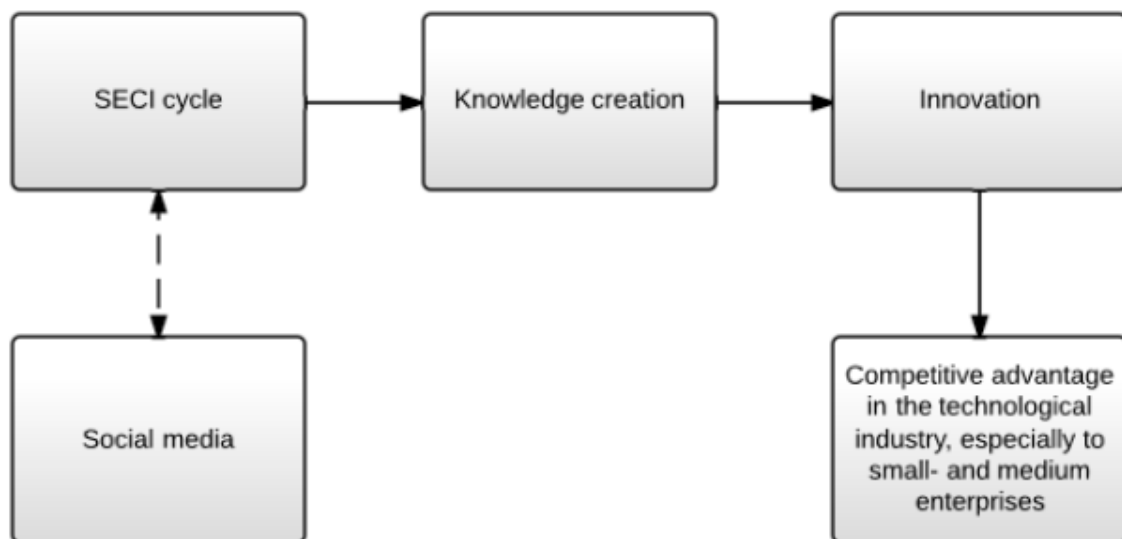 SECI cycle
Knowledge creation
Innovation
Social media
Competitive advantage
in the technological
industry, especially to
small- and medium
enterprises